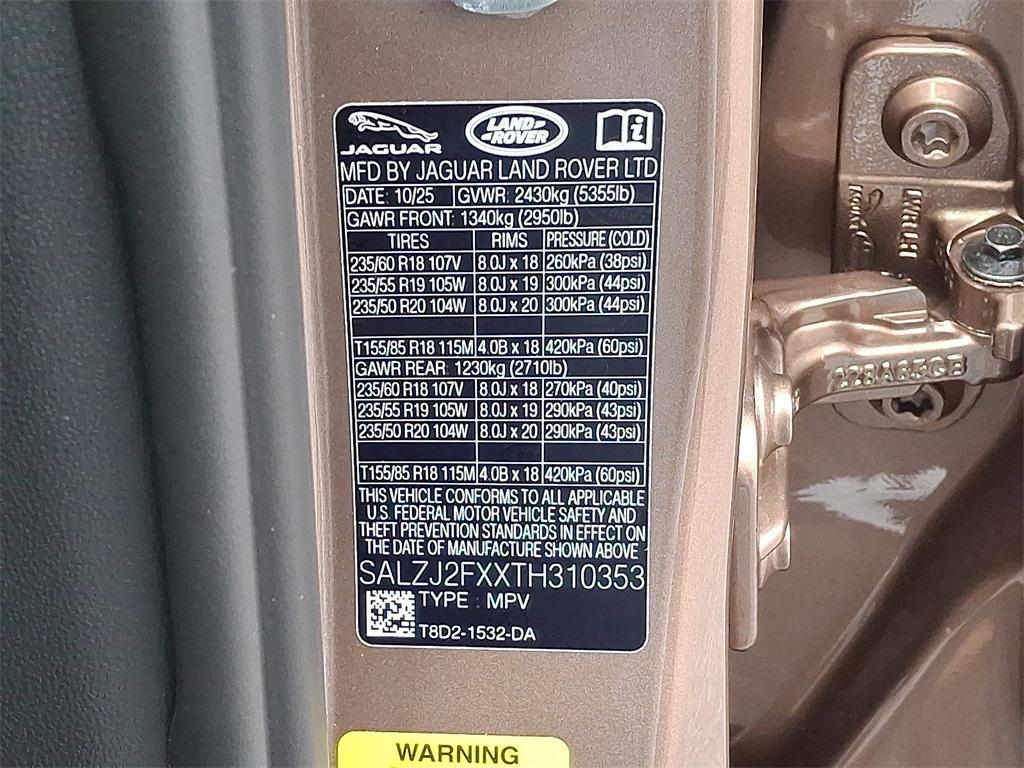 JAGUAR
LAND ROVER
MFD BY JAGUAR LAND ROVER LTD
DATE: 10/25 GVWR: 2430kg (5355lb)
GAWR FRONT: 1340kg (2950lb)
TIRES RIMS PRESSURE (COLD)
235/60 R18 107V 8.0J x 18 260kPa (38psi)
235/55 R19 105W 8.0J x 19 300kPa (44psi)
235/50 R20 104W 8.0J x 20 300kPa (44psi)
T155/85 R18 115M 4.0B x 18 420kPa (60psi)
GAWR REAR: 1230kg (2710lb)
235/60 R18 107V 8.0J x 18 270kPa (40psi)
235/55 R19 105W 8.0J x 19 290kPa (43psi)
235/50 R20 104W 8.0J x 20 290kPa (43psi)
T155/85 R18 115M 4.0B x 18 420kPa (60psi)
THIS VEHICLE CONFORMS TO ALL APPLICABLE
U.S. FEDERAL MOTOR VEHICLE SAFETY AND
THEFT PREVENTION STANDARDS IN EFFECT ON
THE DATE OF MANUFACTURE SHOWN ABOVE
SALZJ2FXXTH310353
TYPE : MPV
T8D2-1532-DA
WARNING